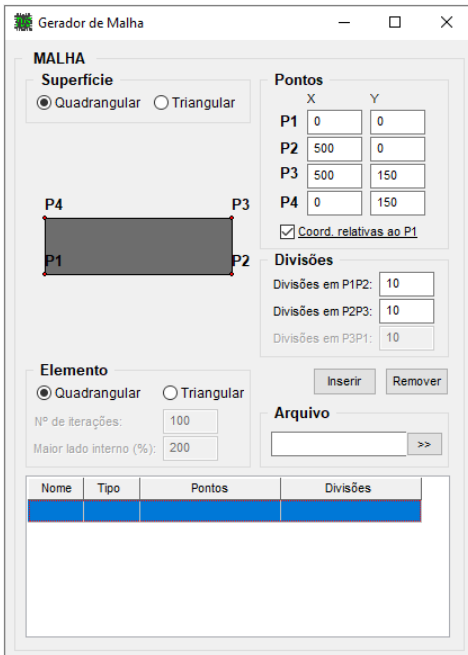 Gerador de Malha
MALHA
Superfície
Quadrangular Triangular
P4 P3
P1 P2
Pontos
X Y
P1 0 0
P2 500 0
P3 500 150
P4 0 150
Coord. relativas ao P1
Divisões
Divisões em P1P2: 10
Divisões em P2P3: 10
Divisões em P3P1: 10
Elemento
Quadrangular Triangular
Nº de iterações: 100
Maior lado interno (%): 200
Inserir Remover
Arquivo
>>
Nome Tipo Pontos Divisões